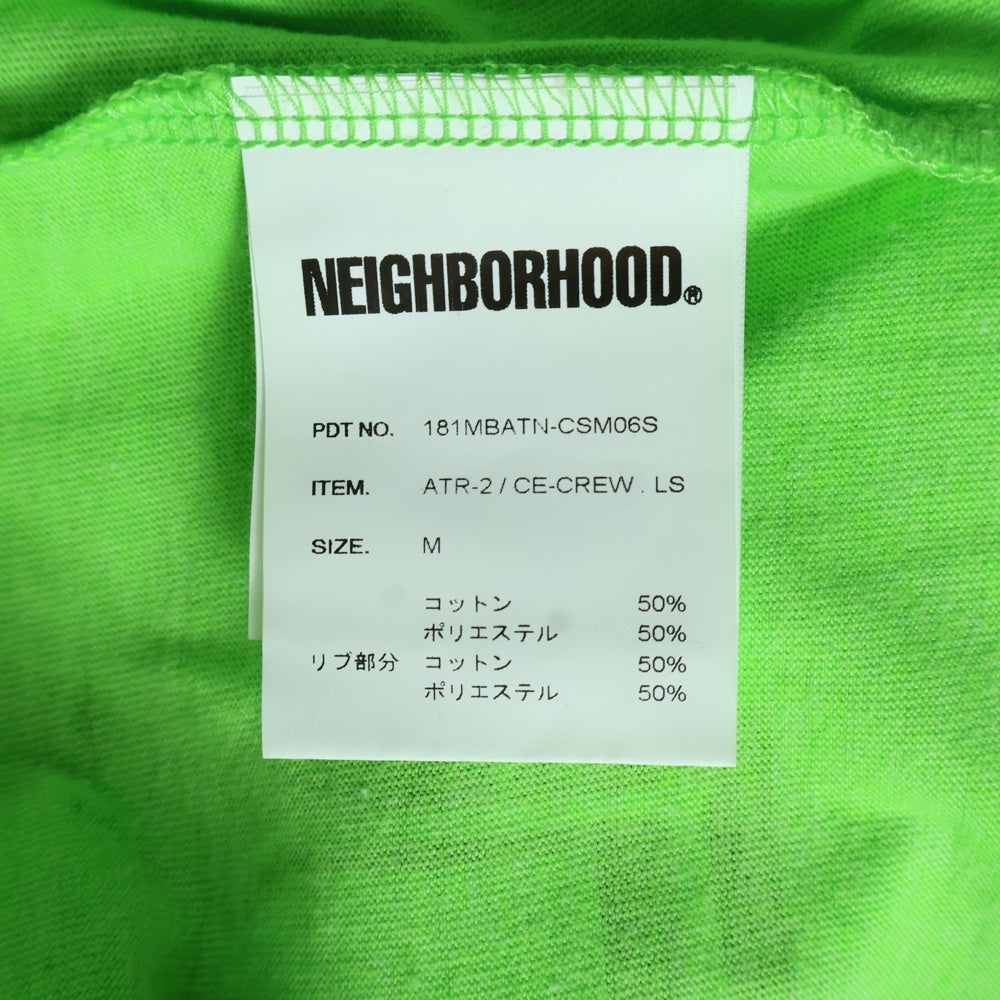 NEIGHBORHOOD®
PDT NO. 181MBATN-CSM06S
ITEM. ATR-2 / CE-CREW . LS
SIZE. M
コットン 50%
ポリエステル 50%
リブ部分 コットン 50%
ポリエステル 50%